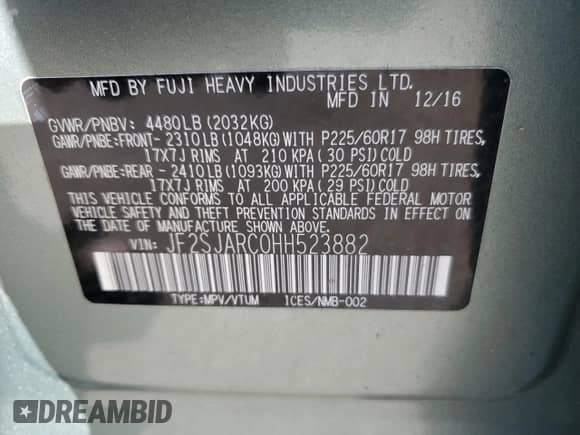 MFD BY FUJI HEAVY INDUSTRIES LTD.
MFD IN 12/16
GVWR/PNBV: 4480LB(2032KG)
GAWR/PNBE:FRONT-2310LB(1048KG)WITH P225/60R17 98H TIRES,
17X7J RIMS AT 210 KPA(30 PSI)COLD
GAWR/PNBE:REAR -2410LB(1093KG)WITH P225/60R17 98H TIRES,
17X7J RIMS AT 200 KPA(29 PSI)COLD
THIS VEHICLE CONFORMS TO ALL APPLICABLE FEDERAL MOTOR
VEHICLE SAFETY AND THEFT PREVENTION STANDARDS IN EFFECT ON
THE DATE OF MANUFACTURE SHOWN ABOVE.
VIN: JF2SJARC0HH523882
TYPE:MPV/VTUM ICES/NMB-002
DREAMBID